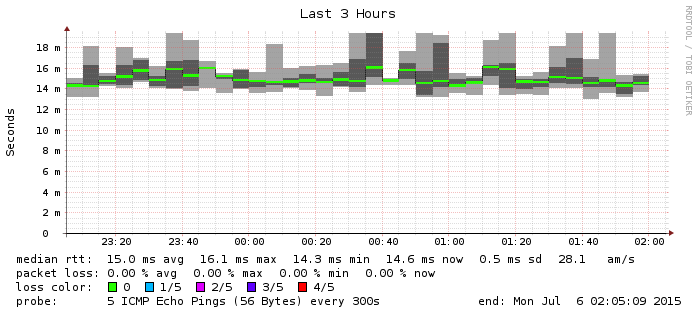 Last 3 Hours
RRDTOOL / TOBI OETIKER
Seconds
18 m
16 m
14 m
12 m
10 m
8 m
6 m
4 m
2 m
0
23:20 23:40 00:00 00:20 00:40 01:00 01:20 01:40 02:00
median rtt: 15.0 ms avg 16.1 ms max 14.3 ms min 14.6 ms now 0.5 ms sd 28.1 am/s
packet loss: 0.00 % avg 0.00 % max 0.00 % min 0.00 % now
loss color: 0 1/5 2/5 3/5 4/5
probe: 5 ICMP Echo Pings (56 Bytes) every 300s end: Mon Jul 6 02:05:09 2015